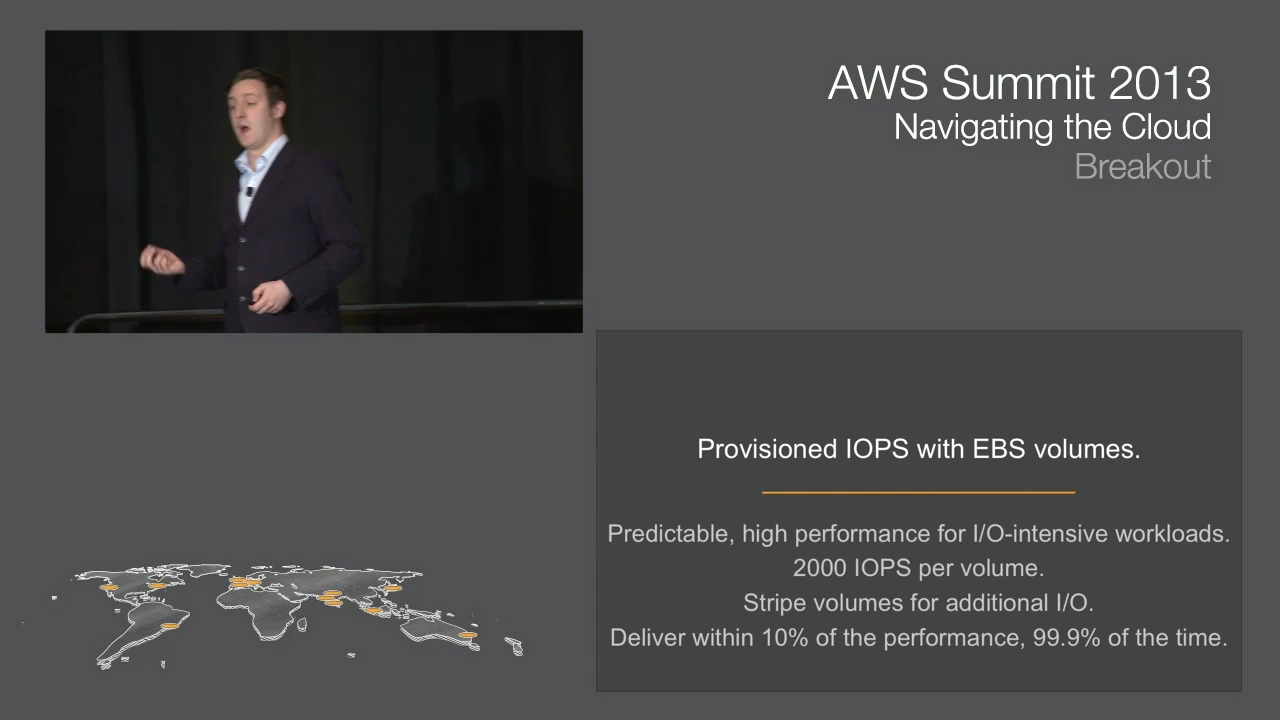 AWS Summit 2013
Navigating the Cloud
Breakout
Provisioned IOPS with EBS volumes.
Predictable, high performance for I/O-intensive workloads.
2000 IOPS per volume.
Stripe volumes for additional I/O.
Deliver within 10% of the performance, 99.9% of the time.